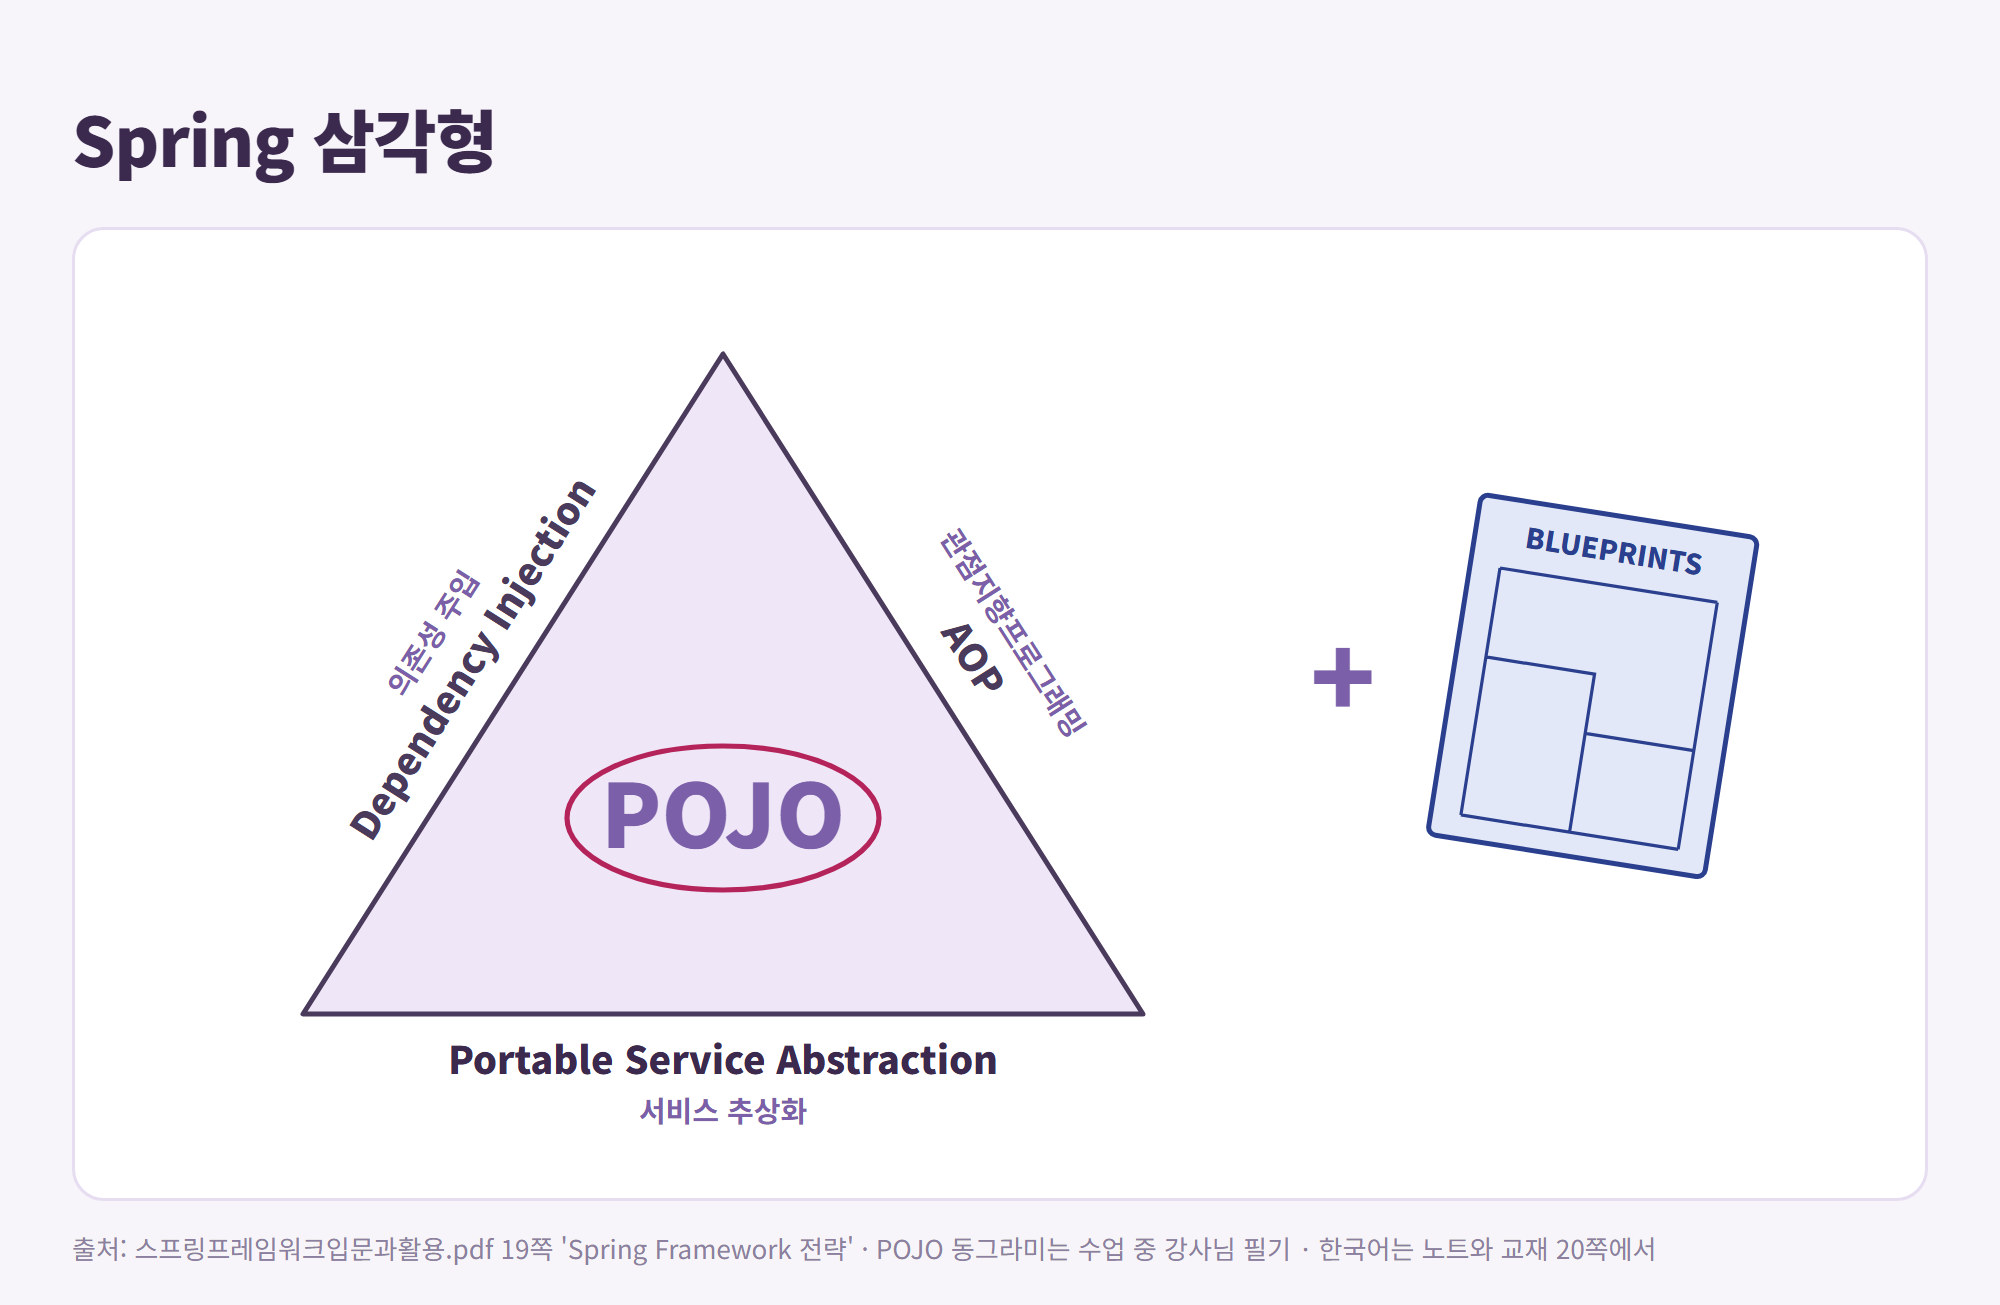 Spring 삼각형
의존성 주입
Dependency Injection
관점지향프로그래밍
AOP
POJO
+
BLUEPRINTS
Portable Service Abstraction
서비스 추상화
출처: 스프링프레임워크입문과활용.pdf 19쪽 'Spring Framework 전략' · POJO 동그라미는 수업 중 강사님 필기 · 한국어는 노트와 교재 20쪽에서